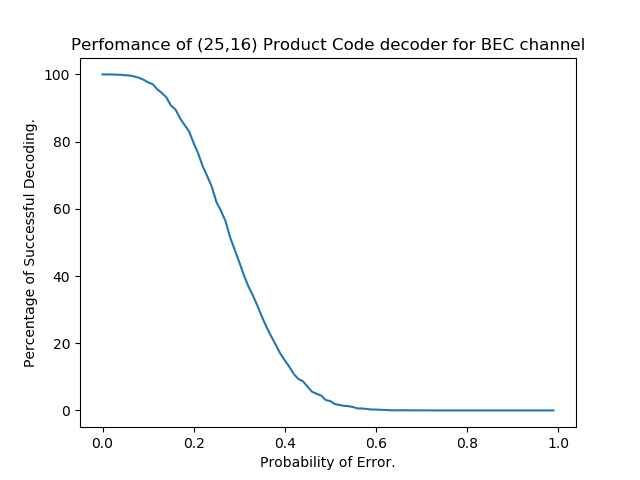 Perfomance of (25,16) Product Code decoder for BEC channel
100
80
60
40
20
0
Percentage of Successful Decoding.
0.0 0.2 0.4 0.6 0.8 1.0
Probability of Error.